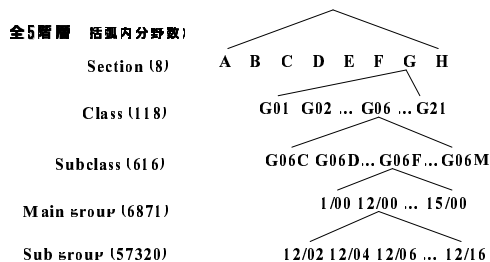 全5階層 括弧内分野数)
Section (8) A B C D E F G H
Class (118) G01 G02 ... G06 ... G21
Subclass (616) G06C G06D... G06F... G06M
Main group (6871) 1/00 12/00 ... 15/00
Sub group (57320) 12/02 12/04 12/06 ... 12/16